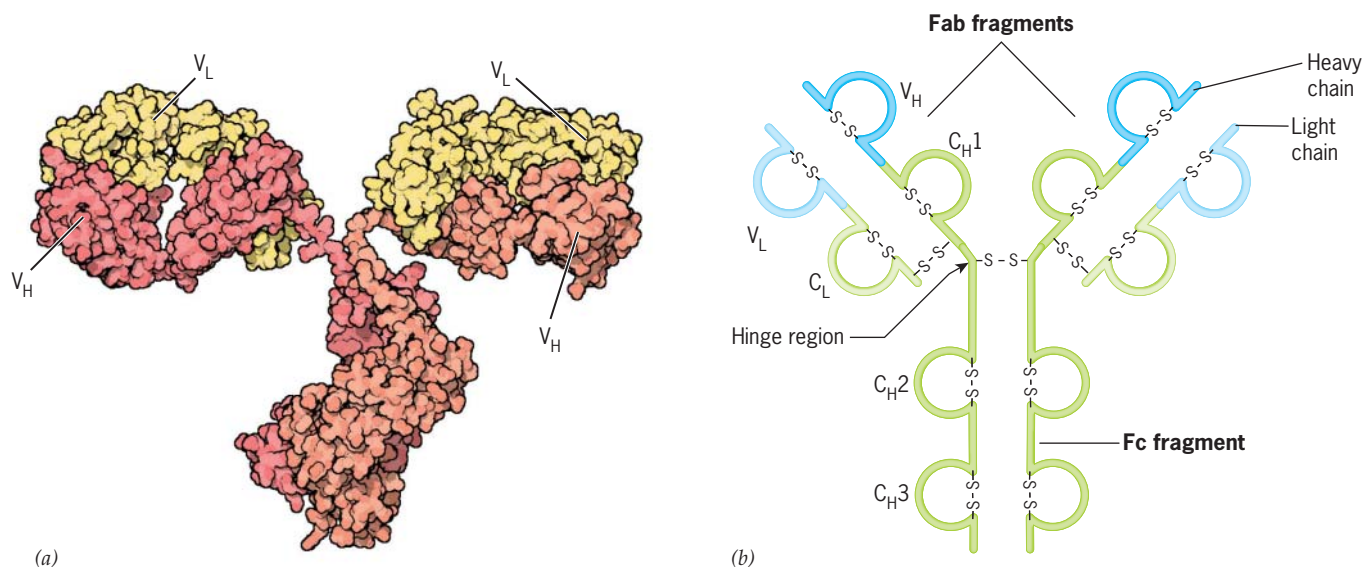 V_L
V_L
V_H
V_H
(a)
Fab fragments
V_H
Heavy
chain
S-S
S-S
Light
chain
C_H1
S-S
S-S
S-S
S-S
V_L
S-S
S-S
S-S
S-S
C_L
S-S
Hinge region
C_H2
S-S
S-S
Fc fragment
C_H3
S-S
S-S
(b)